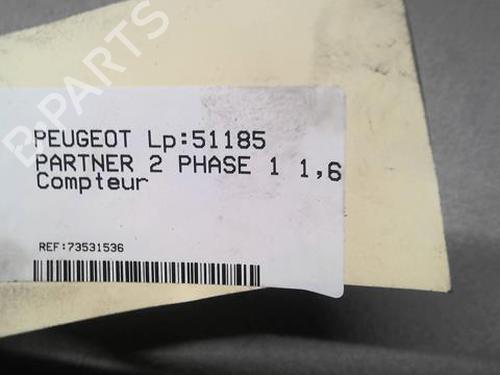 B-PARTS
PEUGEOT Lp:51185
PARTNER 2 PHASE 1 1,6
Compteur
REF:73531536